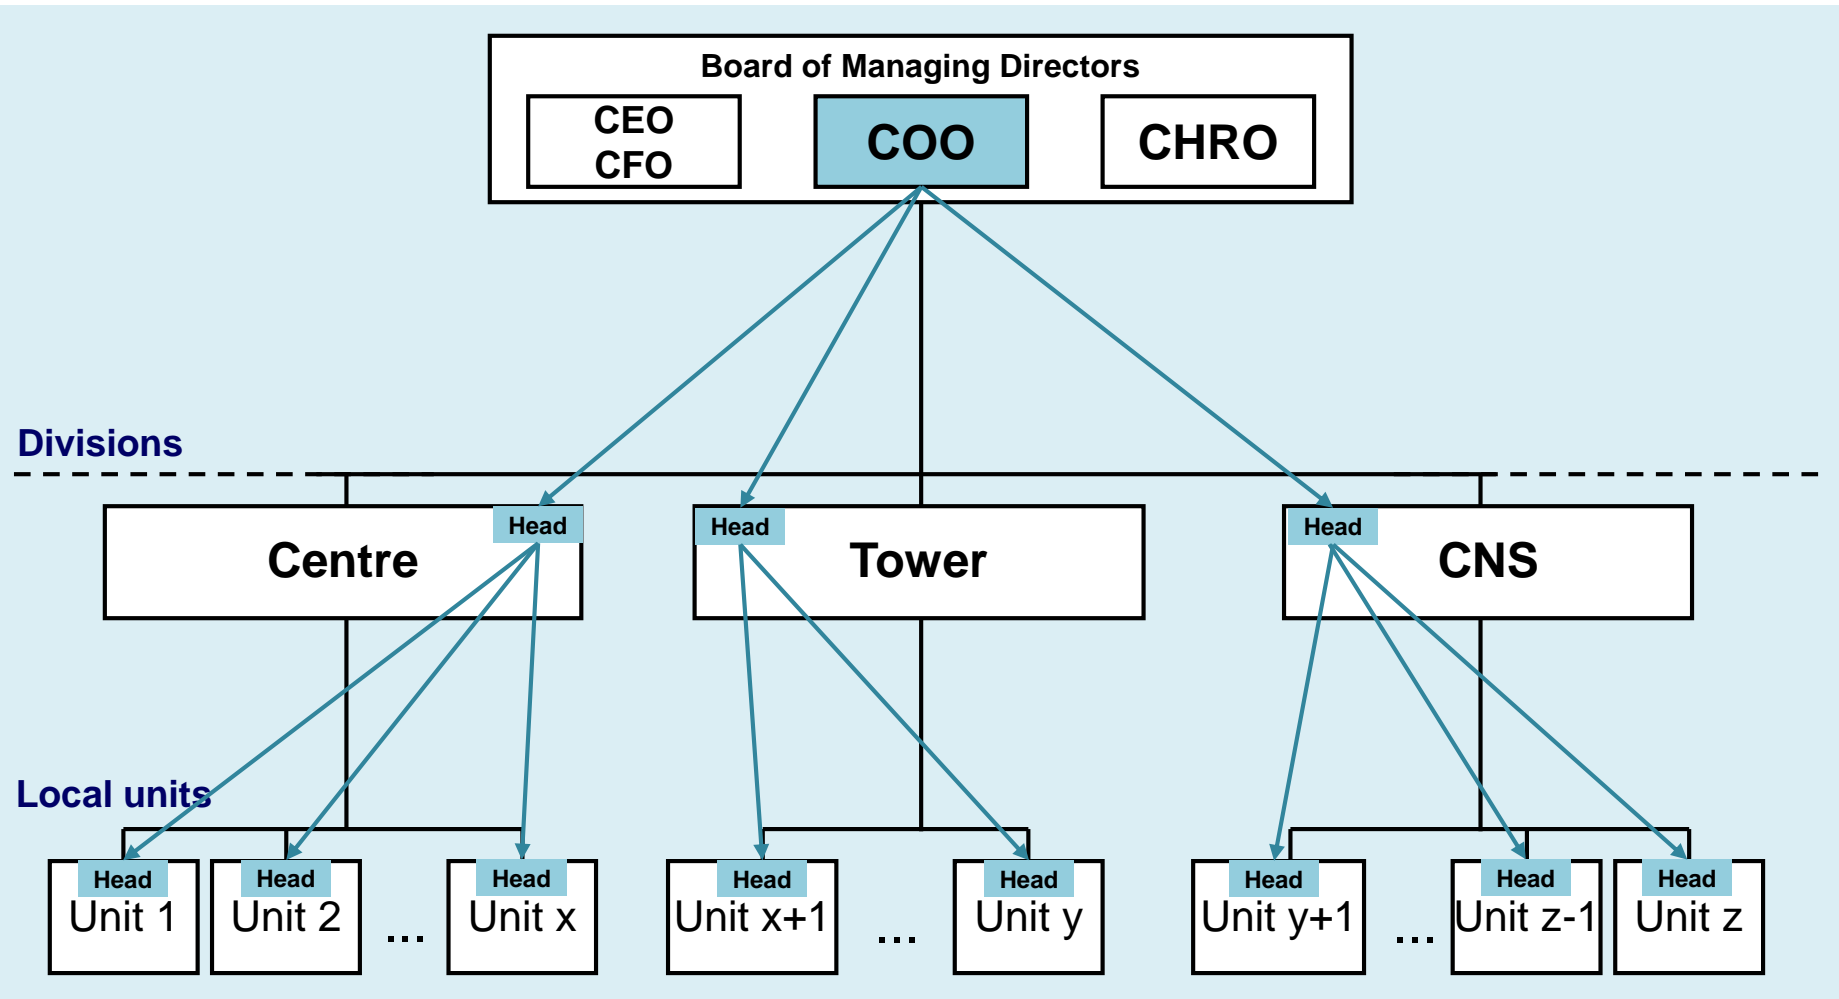 Board of Managing Directors
CEO
CFO
COO
CHRO
Divisions
Head
Centre
Head
Tower
Head
CNS
Local units
Head
Unit 1
Head
Unit 2
...
Head
Unit x
Head
Unit x+1
...
Head
Unit y
Head
Unit y+1
...
Head
Unit z-1
Head
Unit z